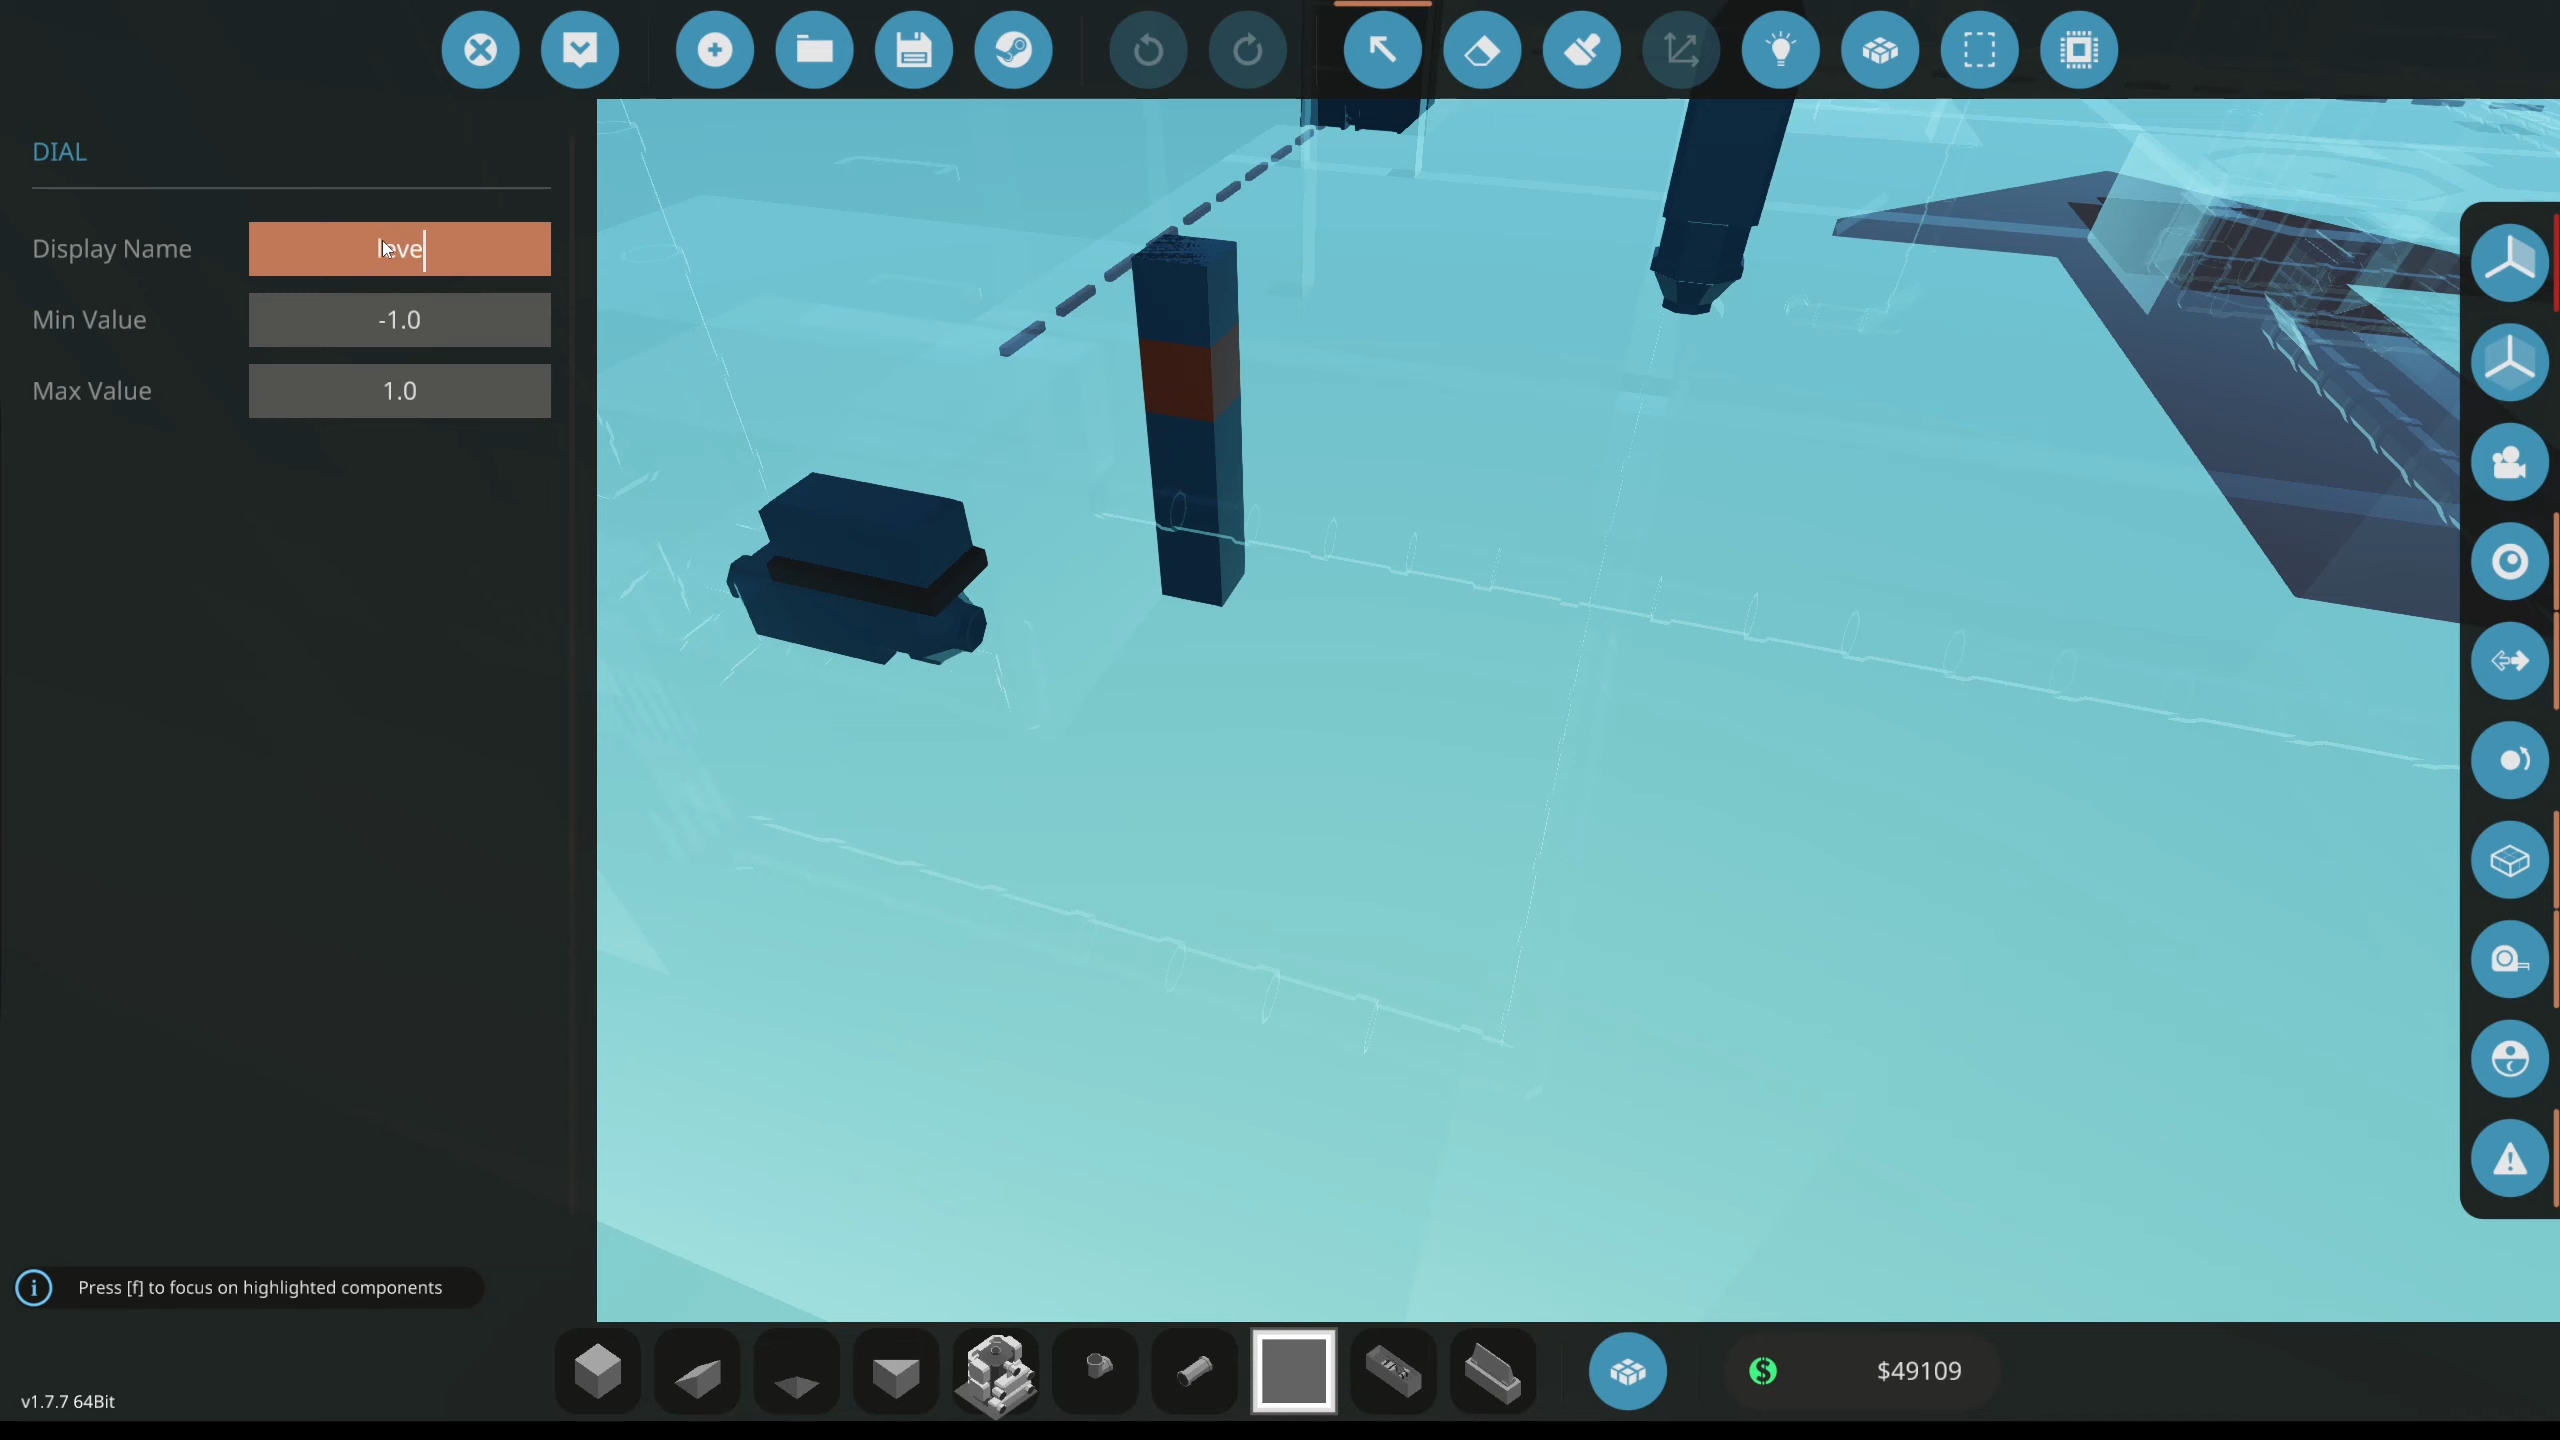 DIAL
Display Name
leve
Min Value
-1.0
Max Value
1.0
Press [f] to focus on highlighted components
$49109
v1.7.7 64Bit